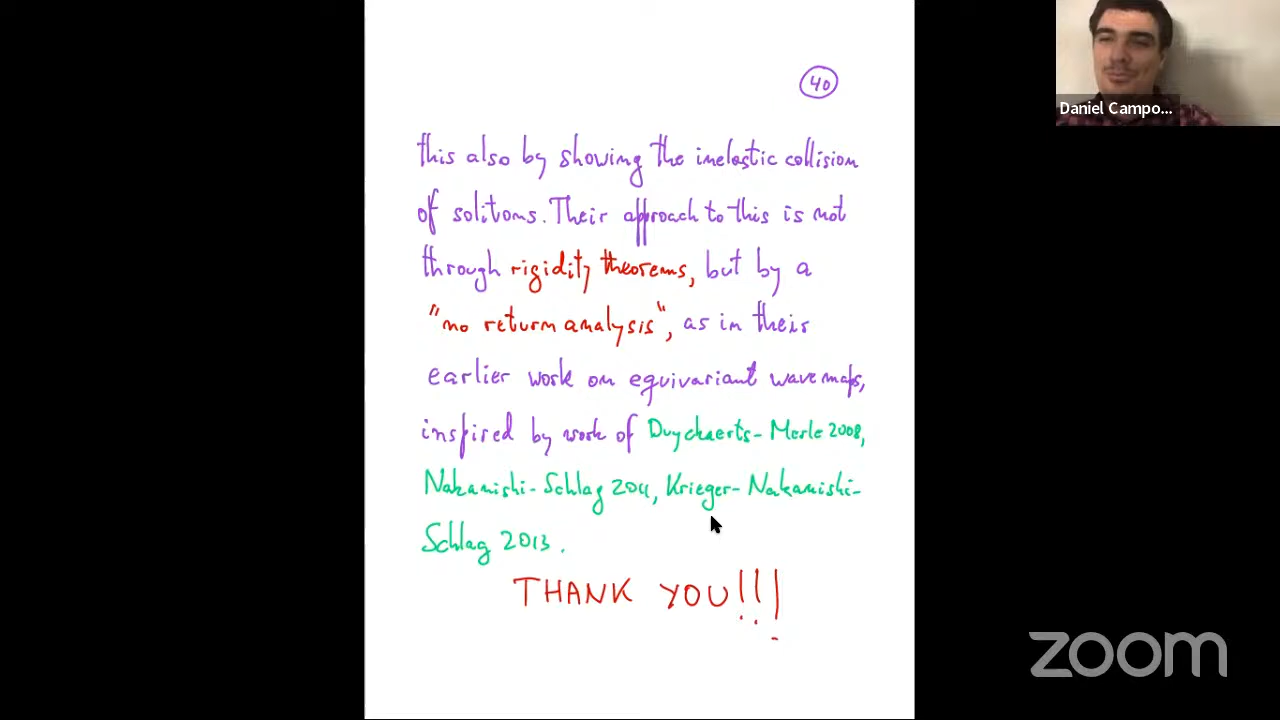 40
Daniel Campo...
this also by showing the inelastic collision
of solitons. Their approach to this is not
through rigidity theorems, but by a
"no return analysis", as in their
earlier work on equivariant wave maps,
inspired by work of Duyckaerts-Merle 2008,
Nakanishi-Schlag 2011, Krieger-Nakanishi-
Schlag 2013.
THANK YOU!!!
zoom